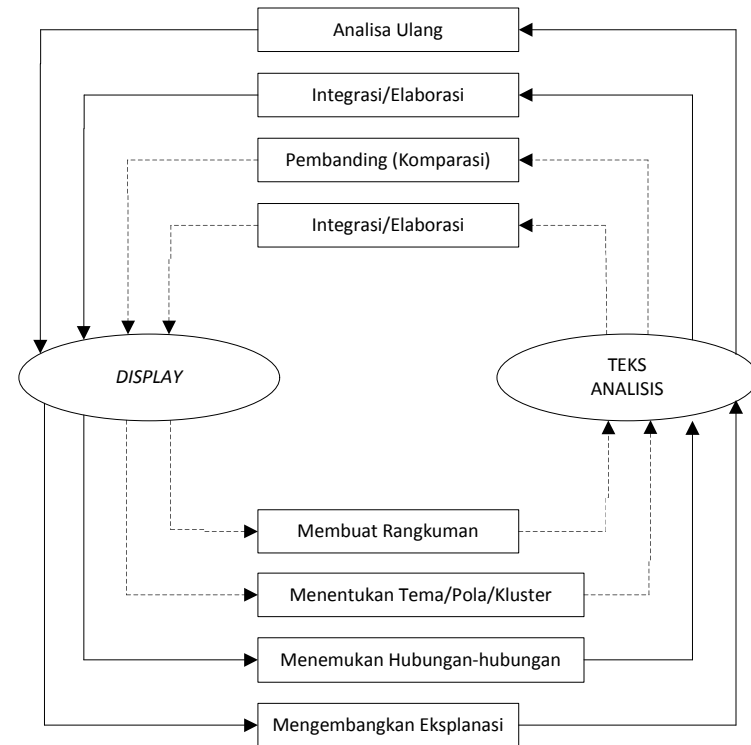 Analisa Ulang
Integrasi/Elaborasi
Pembanding (Komparasi)
Integrasi/Elaborasi
DISPLAY
TEKS
ANALISIS
Membuat Rangkuman
Menentukan Tema/Pola/Kluster
Menemukan Hubungan-hubungan
Mengembangkan Eksplanasi